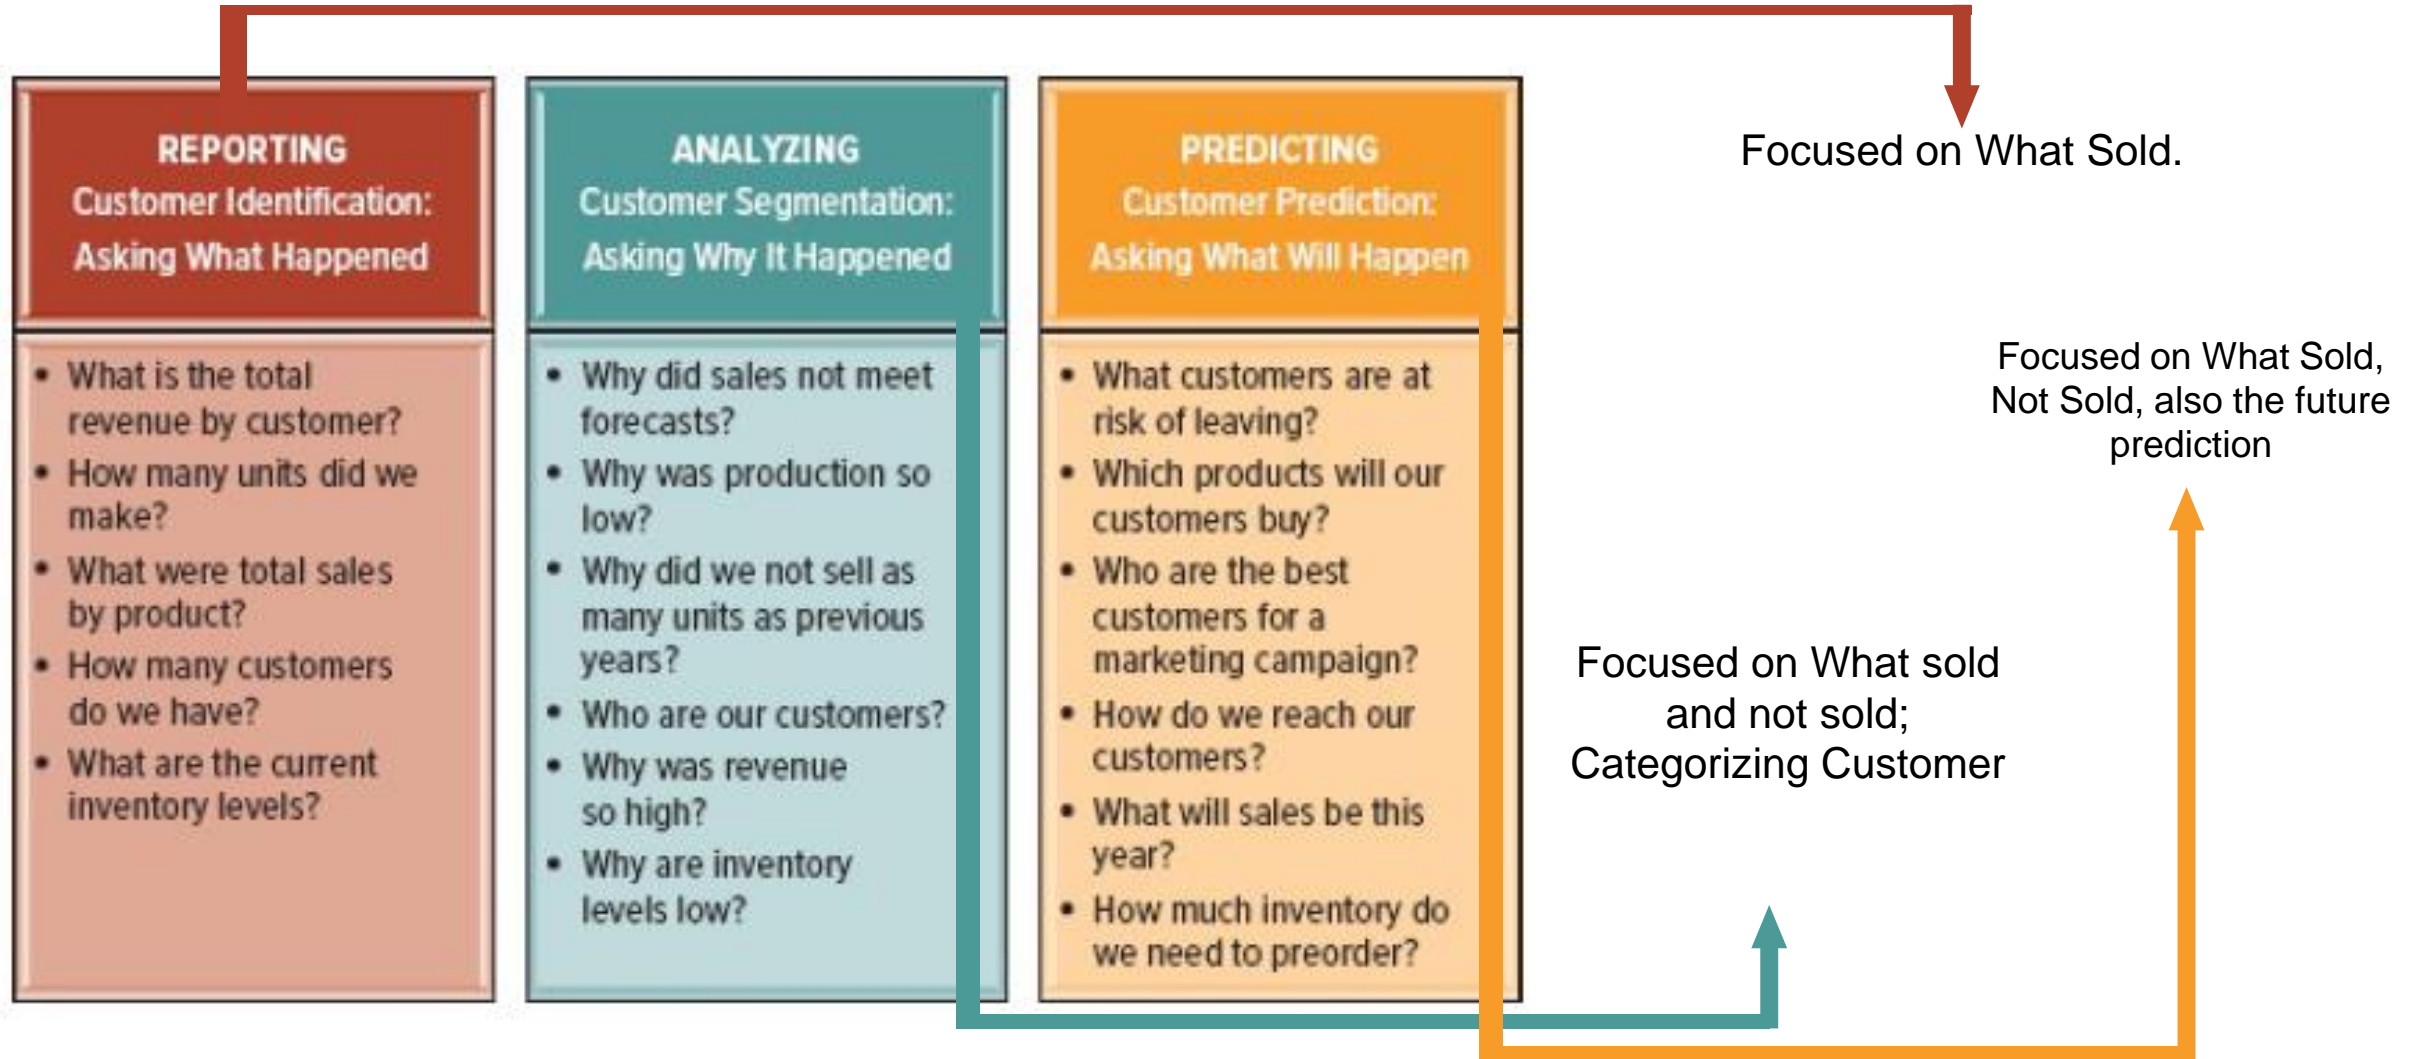 REPORTING
Customer Identification:
Asking What Happened
• What is the total
revenue by customer?
• How many units did we
make?
• What were total sales
by product?
• How many customers
do we have?
• What are the current
inventory levels?
ANALYZING
Customer Segmentation:
Asking Why It Happened
• Why did sales not meet
forecasts?
• Why was production so
low?
• Why did we not sell as
many units as previous
years?
• Who are our customers?
• Why was revenue
so high?
• Why are inventory
levels low?
PREDICTING
Customer Prediction:
Asking What Will Happen
• What customers are at
risk of leaving?
• Which products will our
customers buy?
• Who are the best
customers for a
marketing campaign?
• How do we reach our
customers?
• What will sales be this
year?
• How much inventory do
we need to preorder?
Focused on What Sold.
Focused on What Sold,
Not Sold, also the future
prediction
Focused on What sold
and not sold;
Categorizing Customer